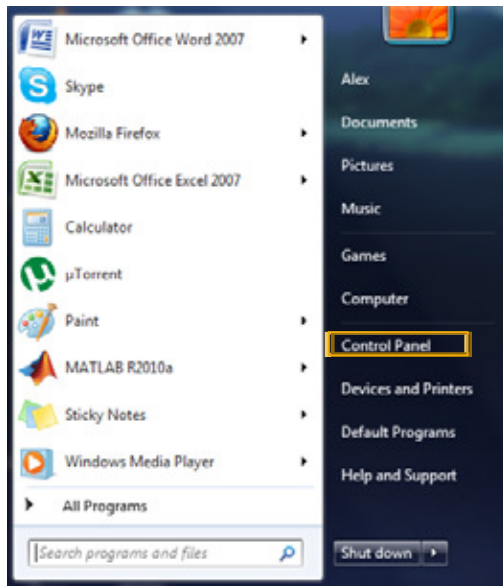 Microsoft Office Word 2007
Skype
Mozilla Firefox
Microsoft Office Excel 2007
Calculator
µTorrent
Paint
MATLAB R2010a
Sticky Notes
Windows Media Player
All Programs
Search programs and files
Alex
Documents
Pictures
Music
Games
Computer
Control Panel
Devices and Printers
Default Programs
Help and Support
Shut down